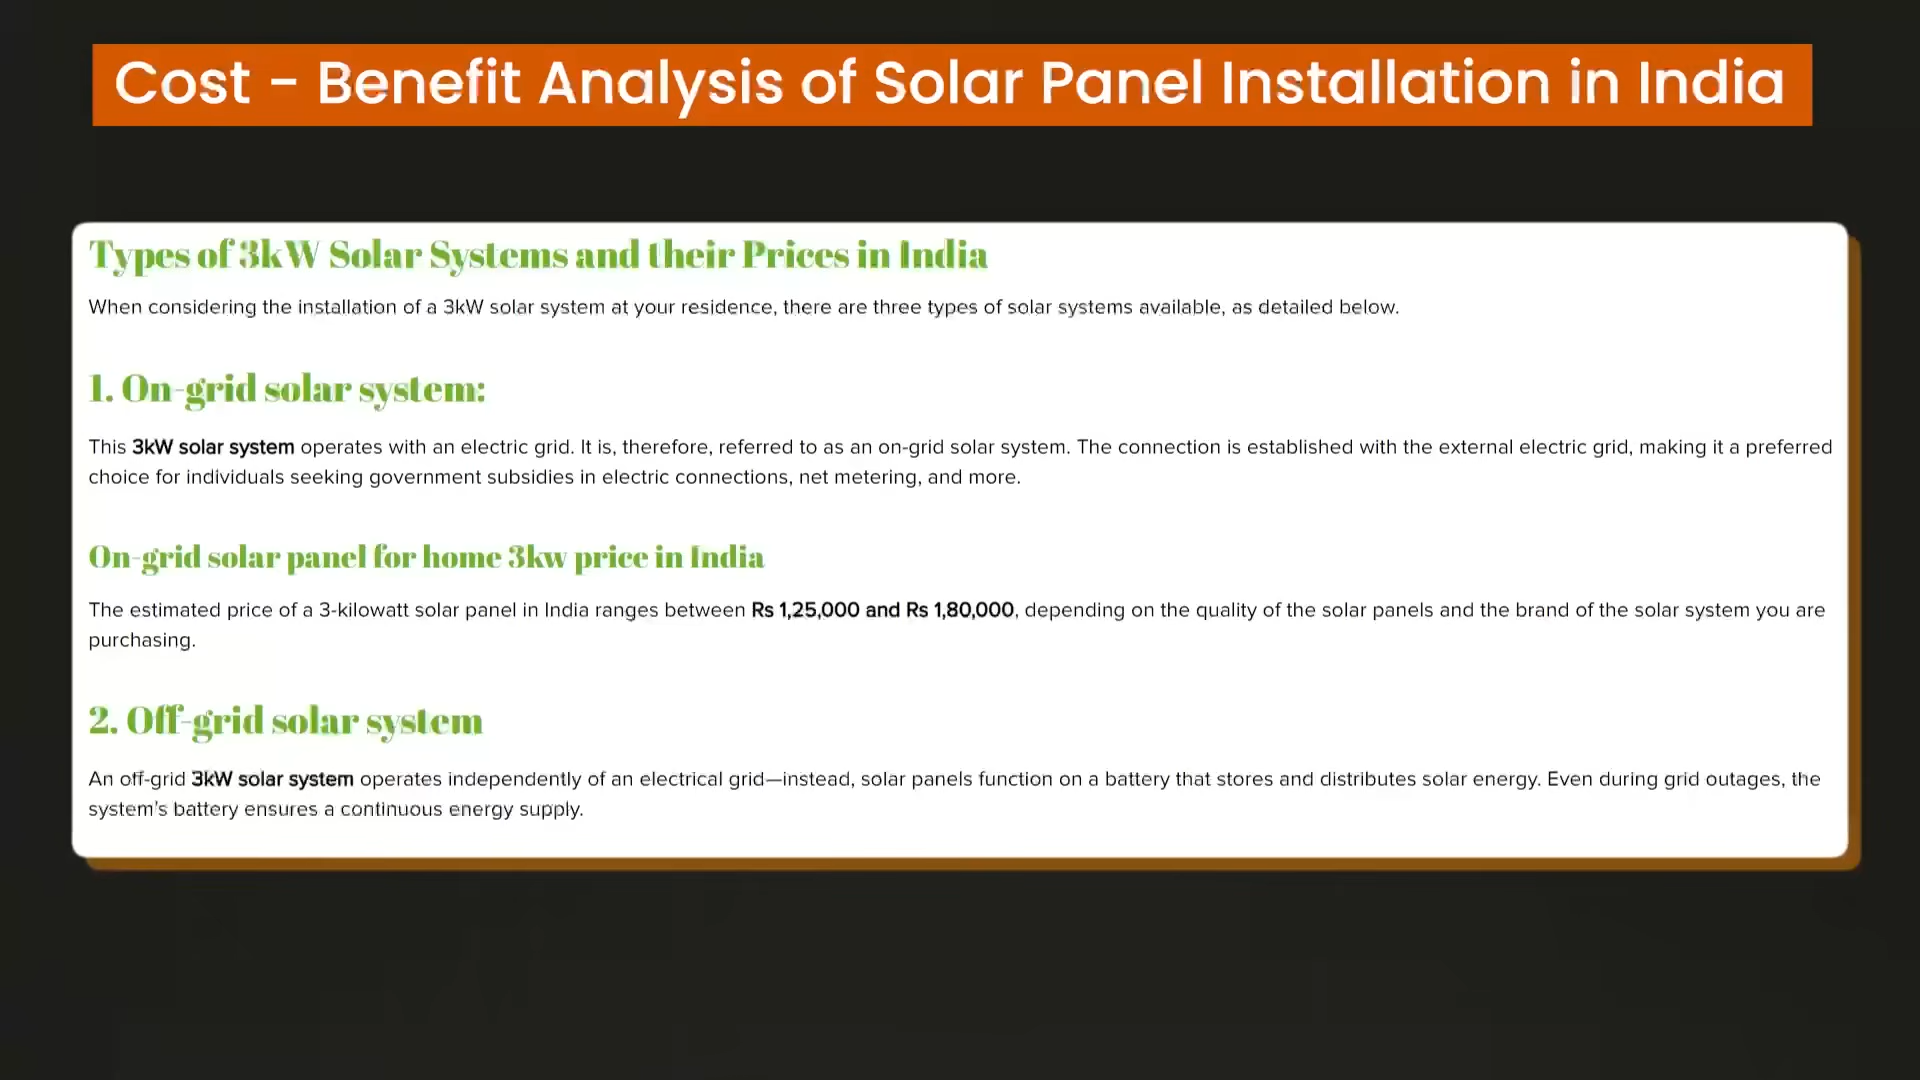 Cost - Benefit Analysis of Solar Panel Installation in India
Types of 3kW Solar Systems and their Prices in India
When considering the installation of a 3kW solar system at your residence, there are three types of solar systems available, as detailed below.
1. On-grid solar system:
This 3kW solar system operates with an electric grid. It is, therefore, referred to as an on-grid solar system. The connection is established with the external electric grid, making it a preferred
choice for individuals seeking government subsidies in electric connections, net metering, and more.
On-grid solar panel for home 3kw price in India
The estimated price of a 3-kilowatt solar panel in India ranges between Rs 1,25,000 and Rs 1,80,000, depending on the quality of the solar panels and the brand of the solar system you are
purchasing.
2. Off-grid solar system
An off-grid 3kW solar system operates independently of an electrical grid—instead, solar panels function on a battery that stores and distributes solar energy. Even during grid outages, the
system's battery ensures a continuous energy supply.